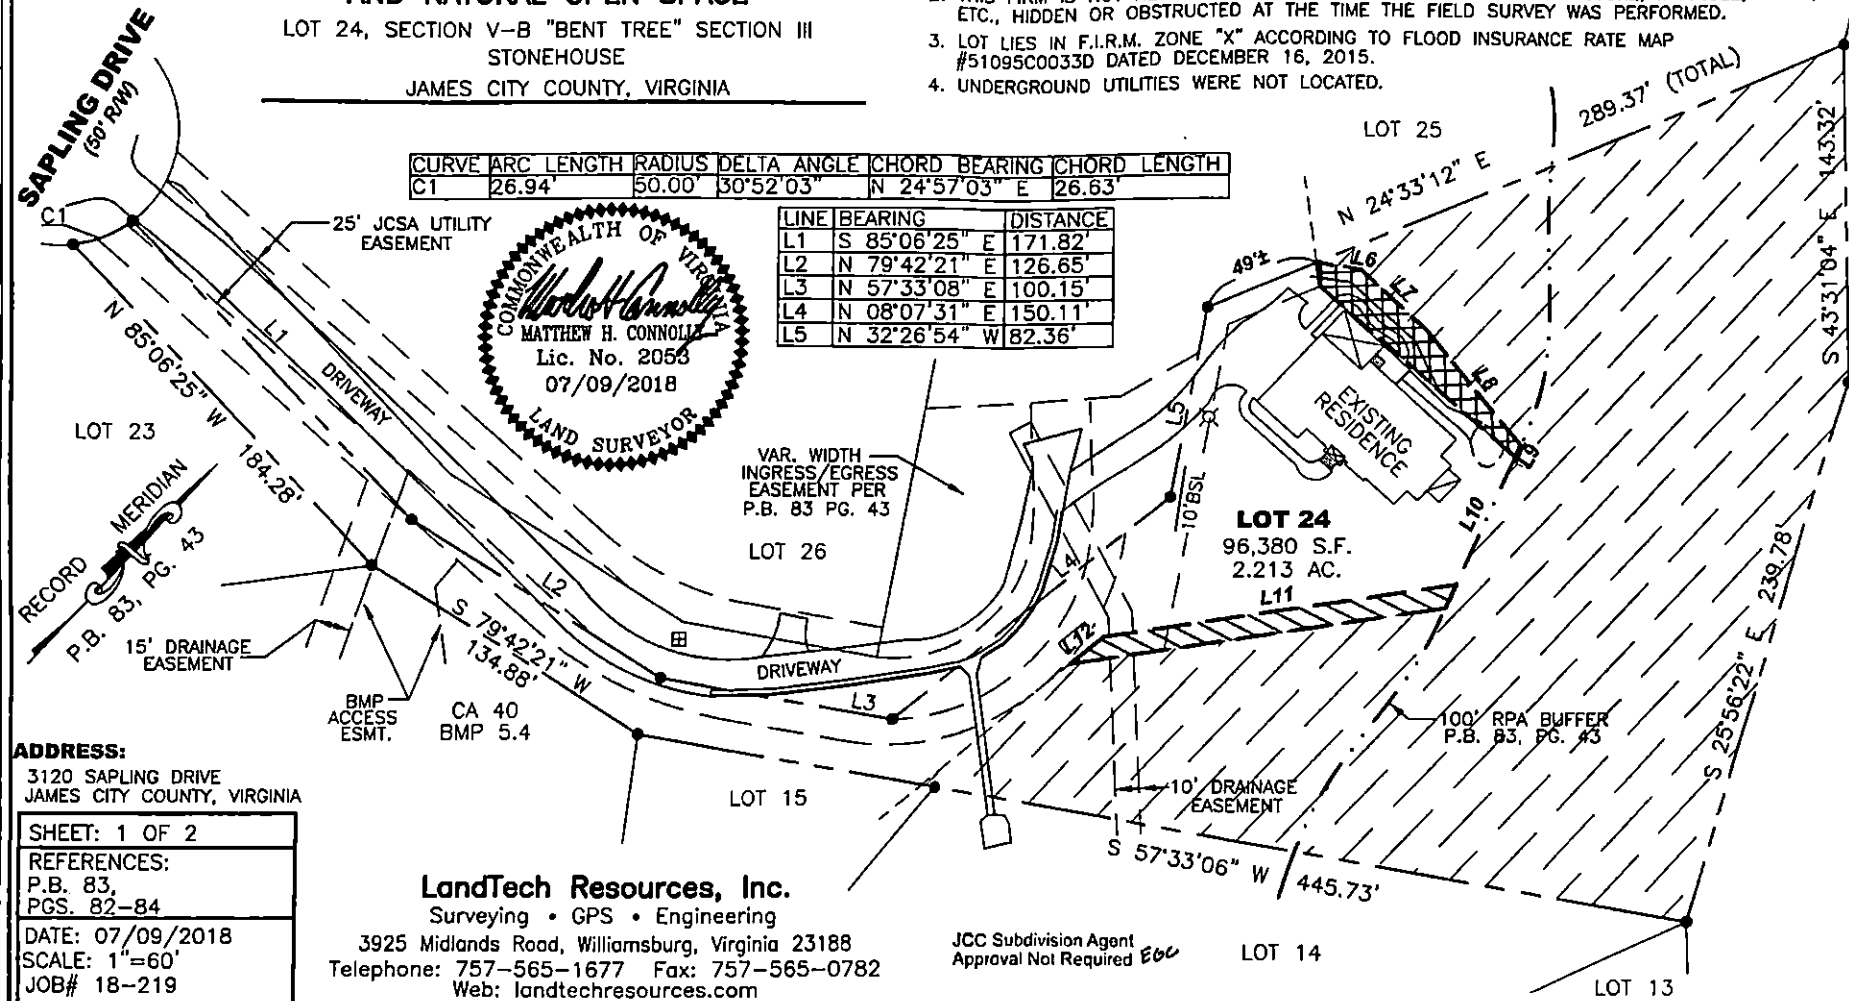 AND NATURAL OPEN SPACE
LOT 24, SECTION V-B "BENT TREE" SECTION III
STONEHOUSE
JAMES CITY COUNTY, VIRGINIA
ETC., HIDDEN OR OBSTRUCTED AT THE TIME THE FIELD SURVEY WAS PERFORMED.
3. LOT LIES IN F.I.R.M. ZONE "X" ACCORDING TO FLOOD INSURANCE RATE MAP
#51095C0033D DATED DECEMBER 16, 2015.
4. UNDERGROUND UTILITIES WERE NOT LOCATED.
SAPLING DRIVE
(50' R/W)
CURVE ARC LENGTH RADIUS DELTA ANGLE CHORD BEARING CHORD LENGTH
C1 26.94' 50.00' 30°52'03" N 24°57'03" E 26.63'
LINE BEARING DISTANCE
L1 S 85°06'25" E 171.82'
L2 N 79°42'21" E 126.65'
L3 N 57°33'08" E 100.15'
L4 N 08°07'31" E 150.11'
L5 N 32°26'54" W 82.36'
C1
25' JCSA UTILITY
EASEMENT
COMMONWEALTH OF VIRGINIA
MATTHEW H. CONNOLLY
Lic. No. 2053
07/09/2018
LAND SURVEYOR
LOT 25
289.37' (TOTAL)
N 24°33'12" E
S 43°31'04" E 143.32'
49'±
L6
L7
L8
L9
L10
L1
DRIVEWAY
N 85°06'25" W
184.28'
LOT 23
RECORD MERIDIAN
P.B. 83, PG. 43
VAR. WIDTH
INGRESS/EGRESS
EASEMENT PER
P.B. 83 PG. 43
LOT 26
L5
10'BSL
EXISTING
RESIDENCE
LOT 24
96,380 S.F.
2.213 AC.
L11
L12
L4
L2
L3
DRIVEWAY
S 79°42'21" W
134.88'
15' DRAINAGE
EASEMENT
BMP
ACCESS
ESMT.
CA 40
BMP 5.4
100' RPA BUFFER
P.B. 83, PG. 43
S 25°56'22" E 239.78'
10' DRAINAGE
EASEMENT
S 57°33'06" W 445.73'
LOT 15
LOT 14
LOT 13
ADDRESS:
3120 SAPLING DRIVE
JAMES CITY COUNTY, VIRGINIA
SHEET: 1 OF 2
REFERENCES:
P.B. 83,
PGS. 82-84
DATE: 07/09/2018
SCALE: 1"=60'
JOB# 18-219
LandTech Resources, Inc.
Surveying • GPS • Engineering
3925 Midlands Road, Williamsburg, Virginia 23188
Telephone: 757-565-1677 Fax: 757-565-0782
Web: landtechresources.com
JCC Subdivision Agent
Approval Not Required